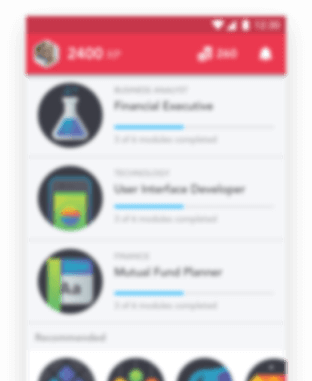 12:30
2400 XP
260
BUSINESS ANALYST
Financial Executive
3 of 6 modules completed
TECHNOLOGY
User Interface Developer
3 of 6 modules completed
Aa
FINANCE
Mutual Fund Planner
3 of 6 modules completed
Recommended